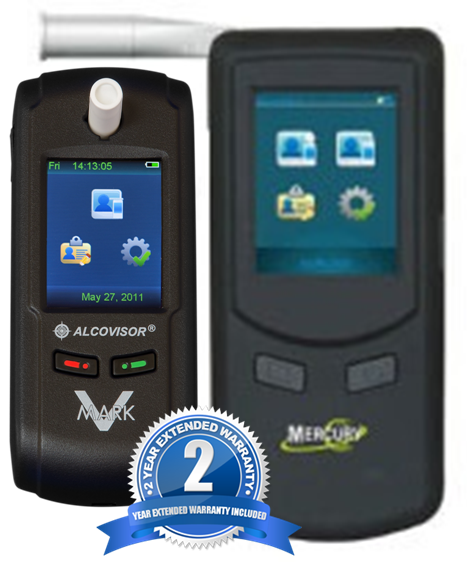 Fri 14:13:05
May 27, 2011
ALCOVISOR®
MARK
V
MERCURY
• 2 YEAR EXTENDED WARRANTY •
2
YEAR EXTENDED WARRANTY INCLUDED